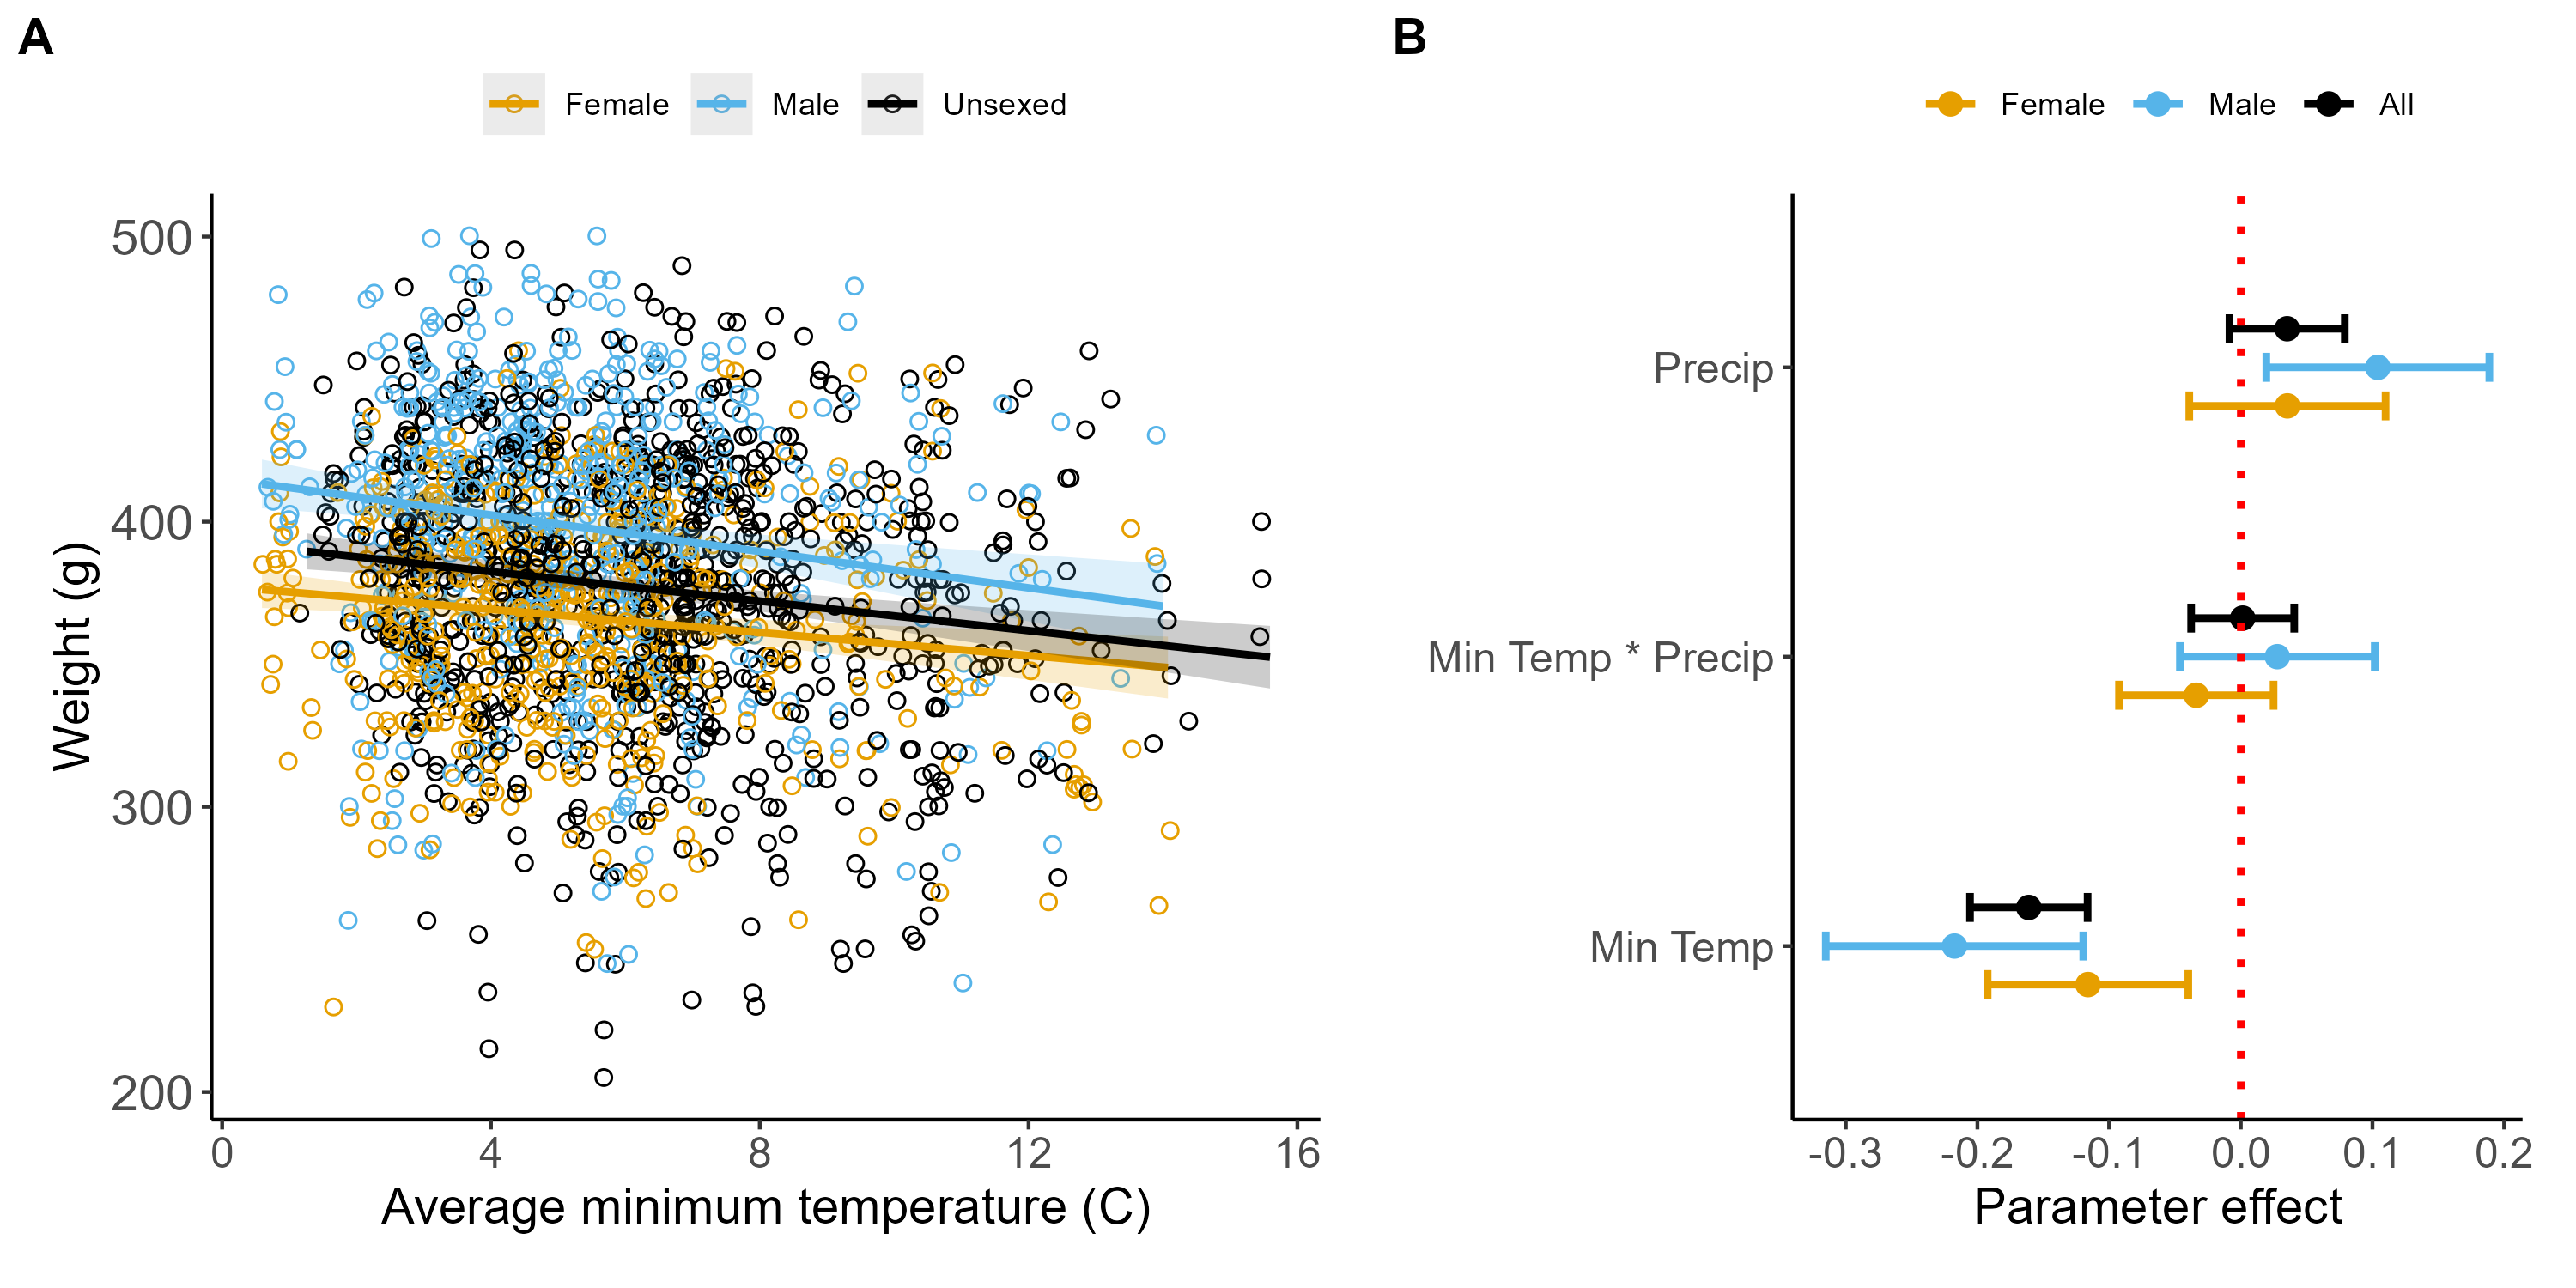 A
B
Female Male Unsexed
Female Male All
500
400
300
200
Weight (g)
0 4 8 12 16
Average minimum temperature (C)
Precip
Min Temp * Precip
Min Temp
-0.3 -0.2 -0.1 0.0 0.1 0.2
Parameter effect